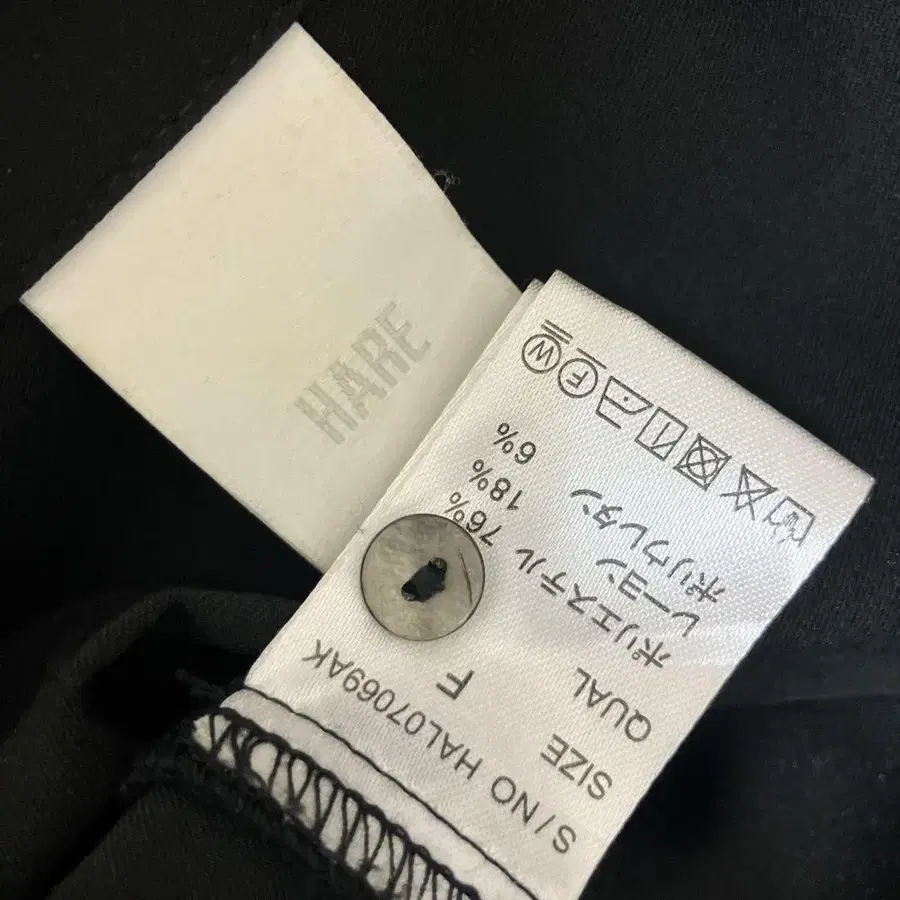 HARE
S/NO HAL07069AK
SIZE F
QUAL
ポリエステル 76%
レーヨン 18%
ポリウレタン 6%
F
W